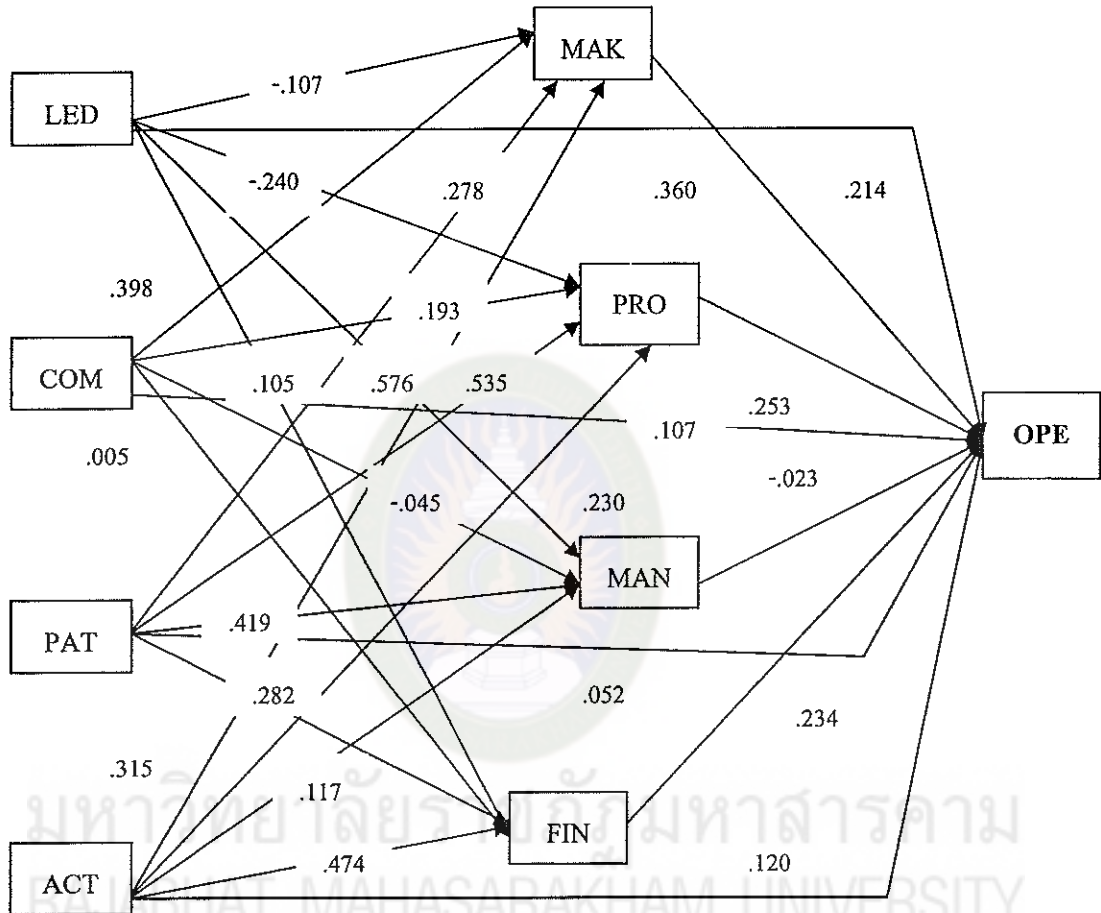 MAK
LED
-.107
-.240
.278
.360
.214
.398
.193
PRO
COM
.105
.576
.535
.253
.107
OPE
.005
-.045
.230
-.023
MAN
PAT
.419
.282
.052
.234
.315
.117
FIN
มหาวิทยาลัยราชภัฏมหาสารคาม
.474
.120
ACT
RAJABHAT MAHASARAKHAM UNIVERSITY